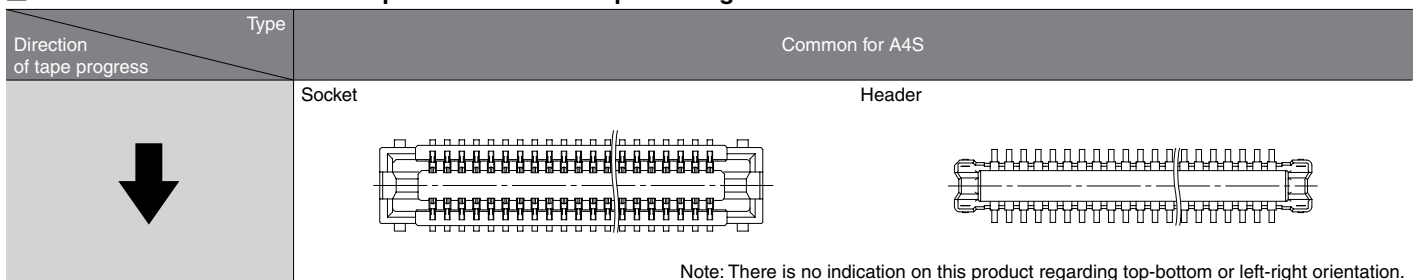 Type
Direction
of tape progress
Common for A4S
Socket
Header
Note: There is no indication on this product regarding top-bottom or left-right orientation.